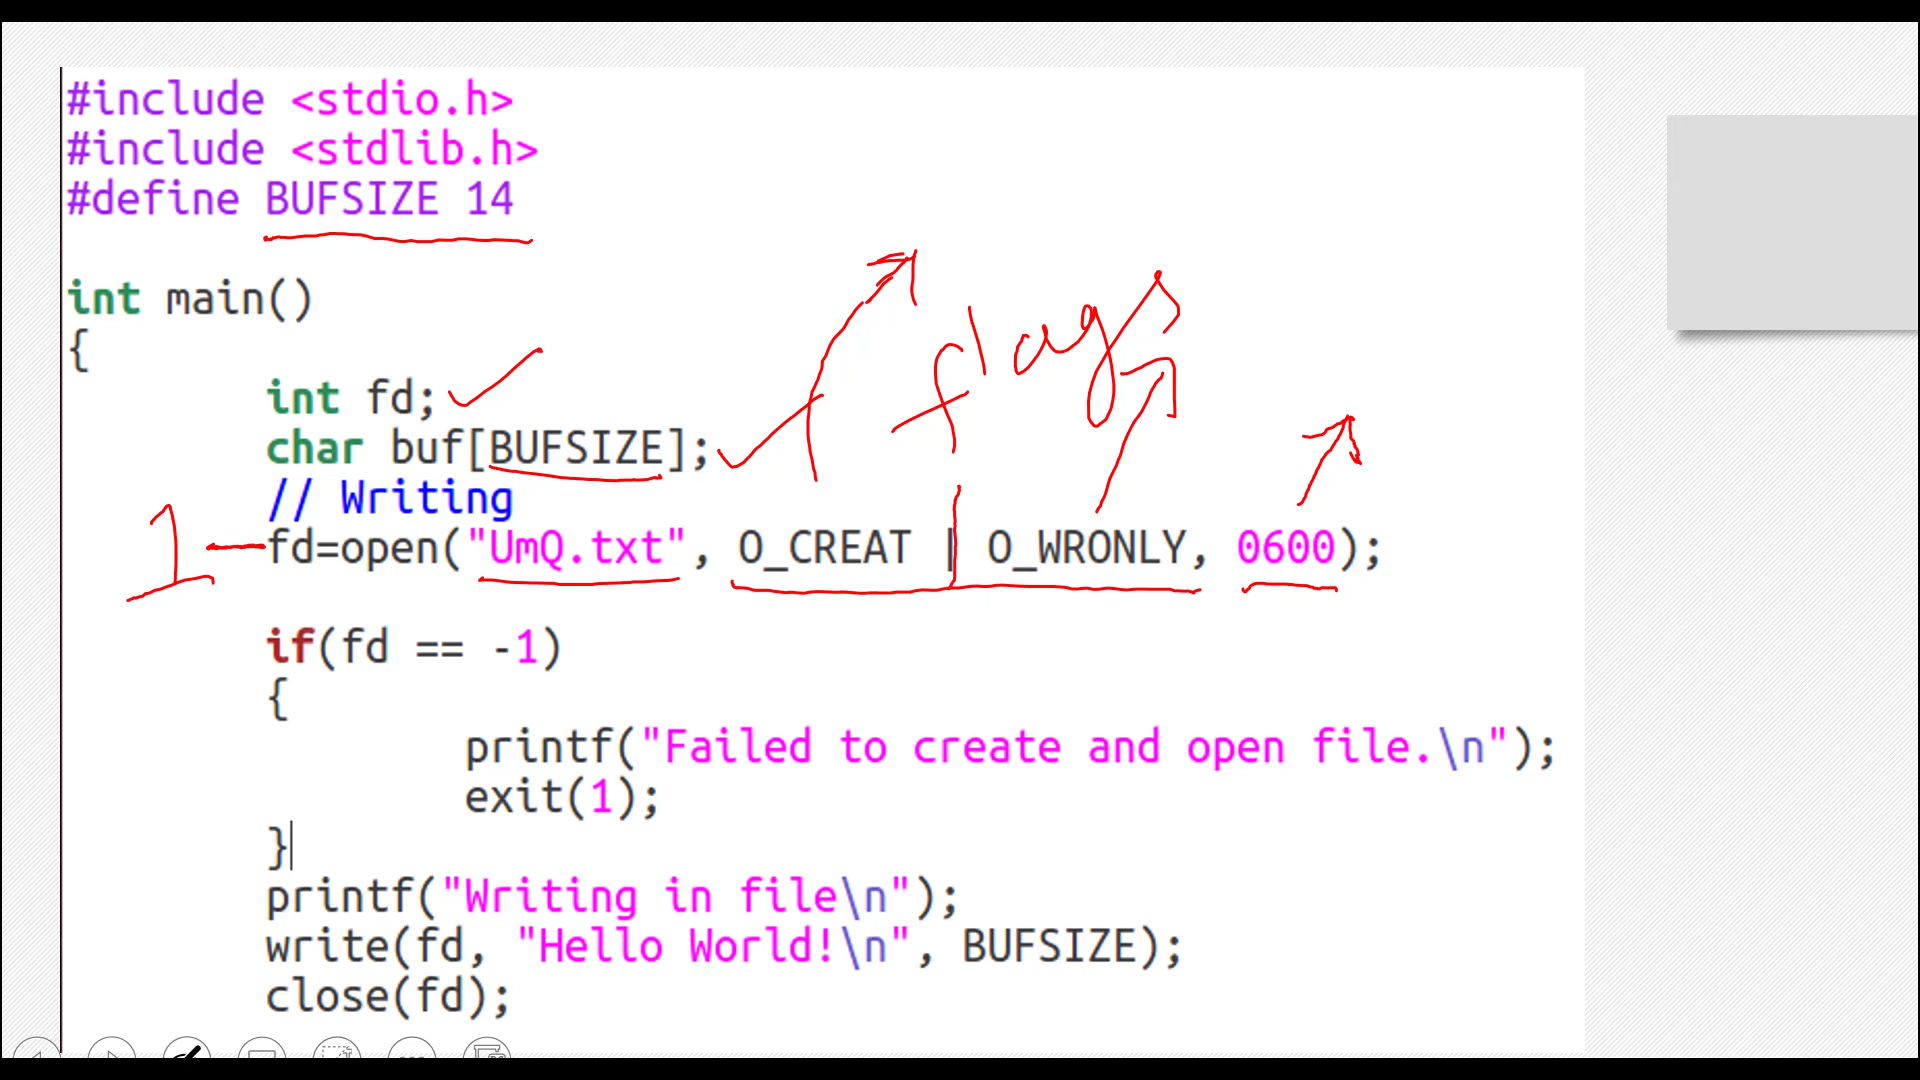 #include <stdio.h>
#include <stdlib.h>
#define BUFSIZE 14
int main()
{
int fd;
char buf[BUFSIZE];
flags
// Writing
1
fd=open("UmQ.txt", O_CREAT | O_WRONLY, 0600);
if(fd == -1)
{
printf("Failed to create and open file.\n");
exit(1);
}
printf("Writing in file\n");
write(fd, "Hello World!\n", BUFSIZE);
close(fd);